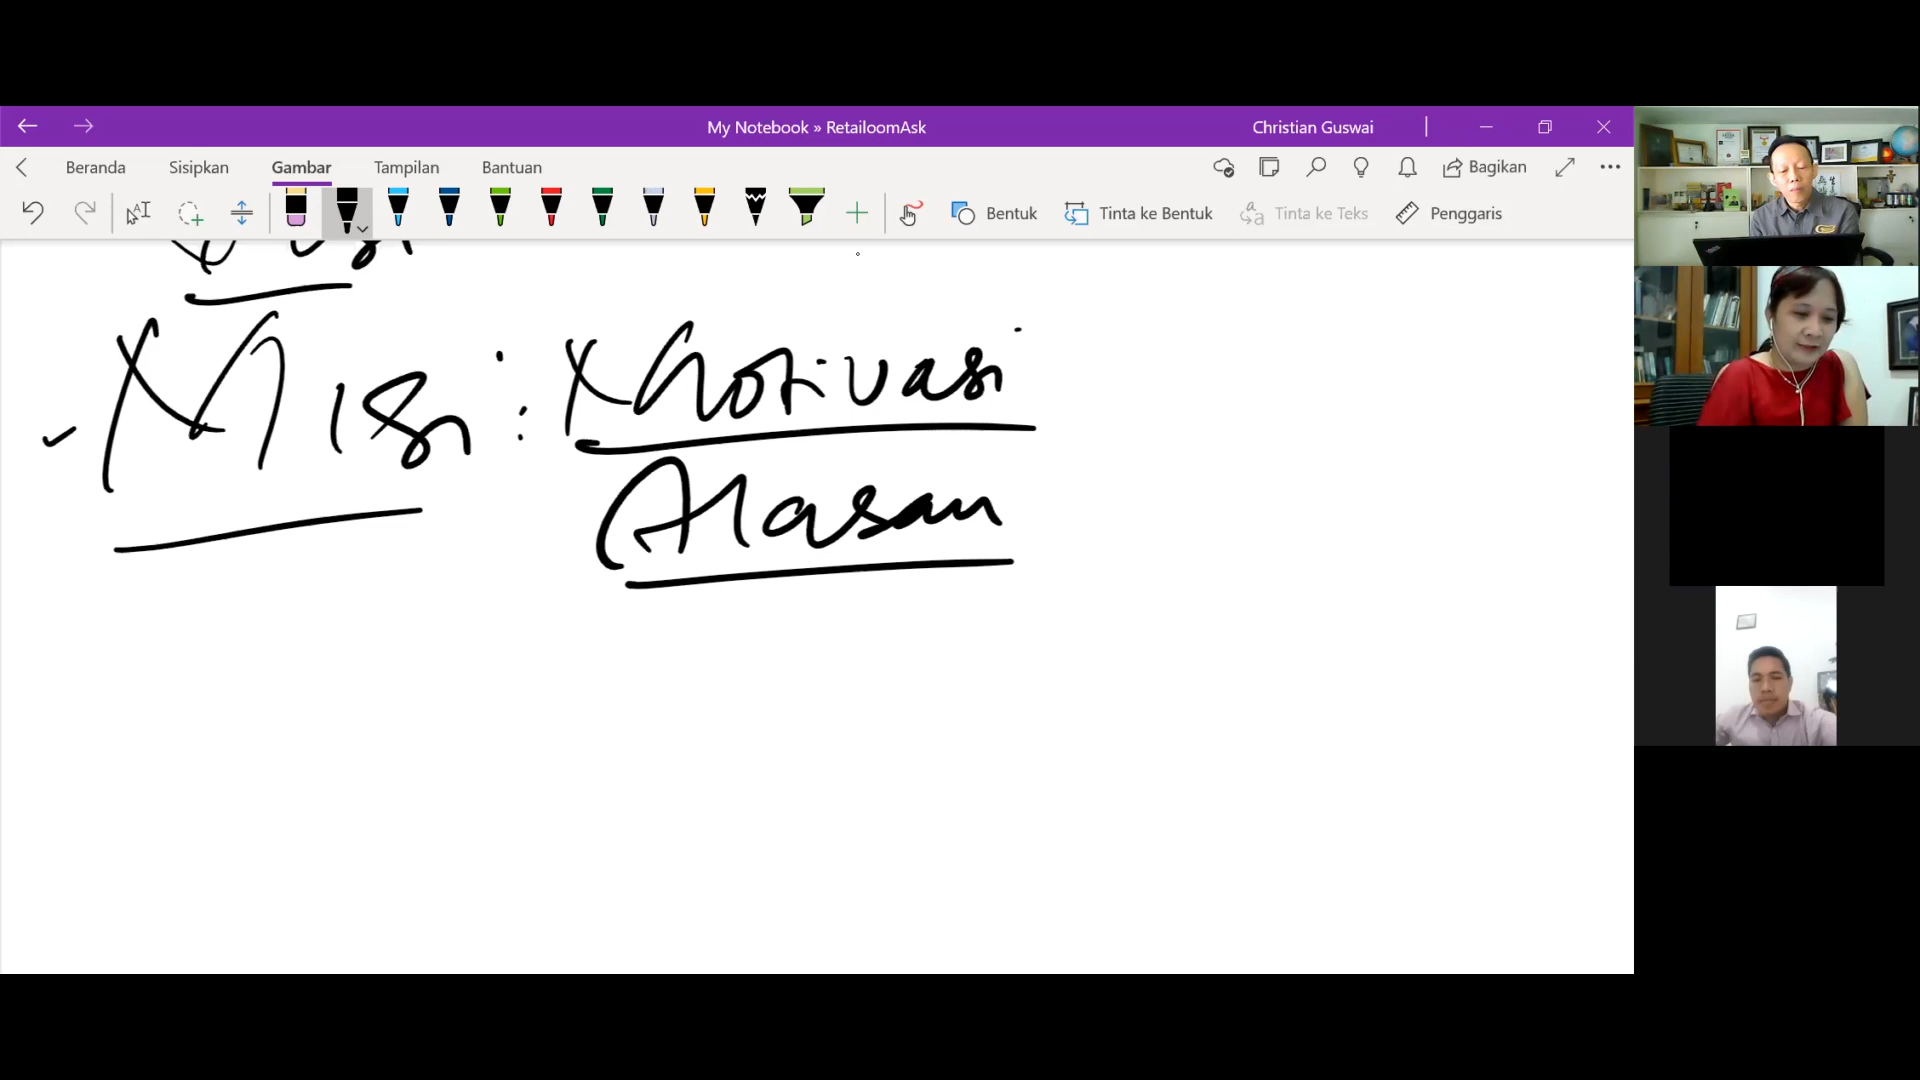 My Notebook » RetailoomAsk
Christian Guswai
Beranda Sisipkan Gambar Tampilan Bantuan
Bagikan
Bentuk Tinta ke Bentuk Tinta ke Teks Penggaris
Misi : Motivasi
Alasan